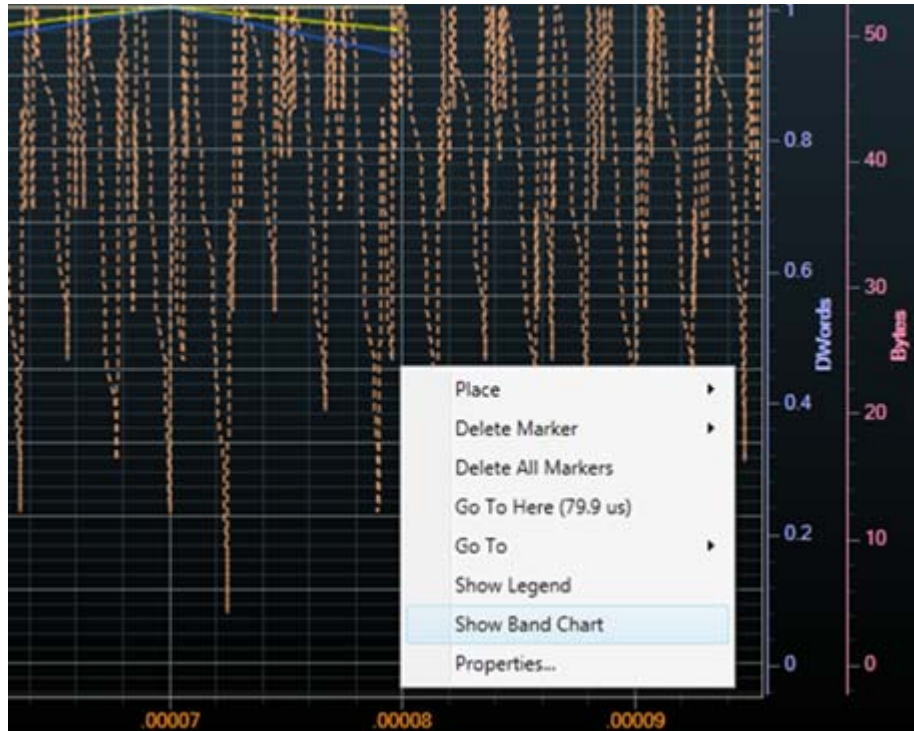 1
50
0.8
40
0.6
30
DWords
Bytes
Place
Delete Marker
Delete All Markers
Go To Here (79.9 us)
Go To
Show Legend
Show Band Chart
Properties...
0.4
20
0.2
10
0
0
.00007
.00008
.00009